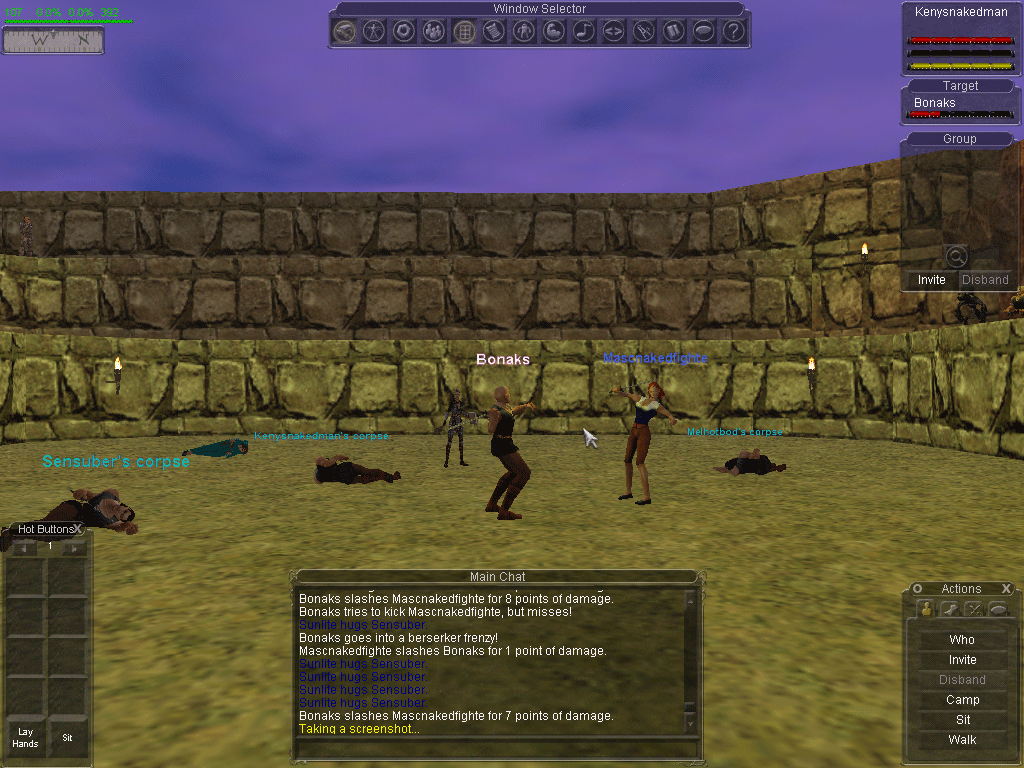 Window Selector
Kenysnakedman
W N
Target
Bonaks
Group
Invite Disband
Bonaks
Mascnakedfighte
Kenysnakedman's corpse
Melhotbod's corpse
Sensuber's corpse
Hot Buttons X
1
Lay Hands
Sit
Main Chat
Bonaks slashes Mascnakedfighte for 8 points of damage.
Bonaks tries to kick Mascnakedfighte, but misses!
Sunlite hugs Sensuber.
Bonaks goes into a berserker frenzy!
Mascnakedfighte slashes Bonaks for 1 point of damage.
Sunlite hugs Sensuber.
Sunlite hugs Sensuber.
Sunlite hugs Sensuber.
Sunlite hugs Sensuber.
Bonaks slashes Mascnakedfighte for 7 points of damage.
Taking a screenshot...
Actions X
Who
Invite
Disband
Camp
Sit
Walk